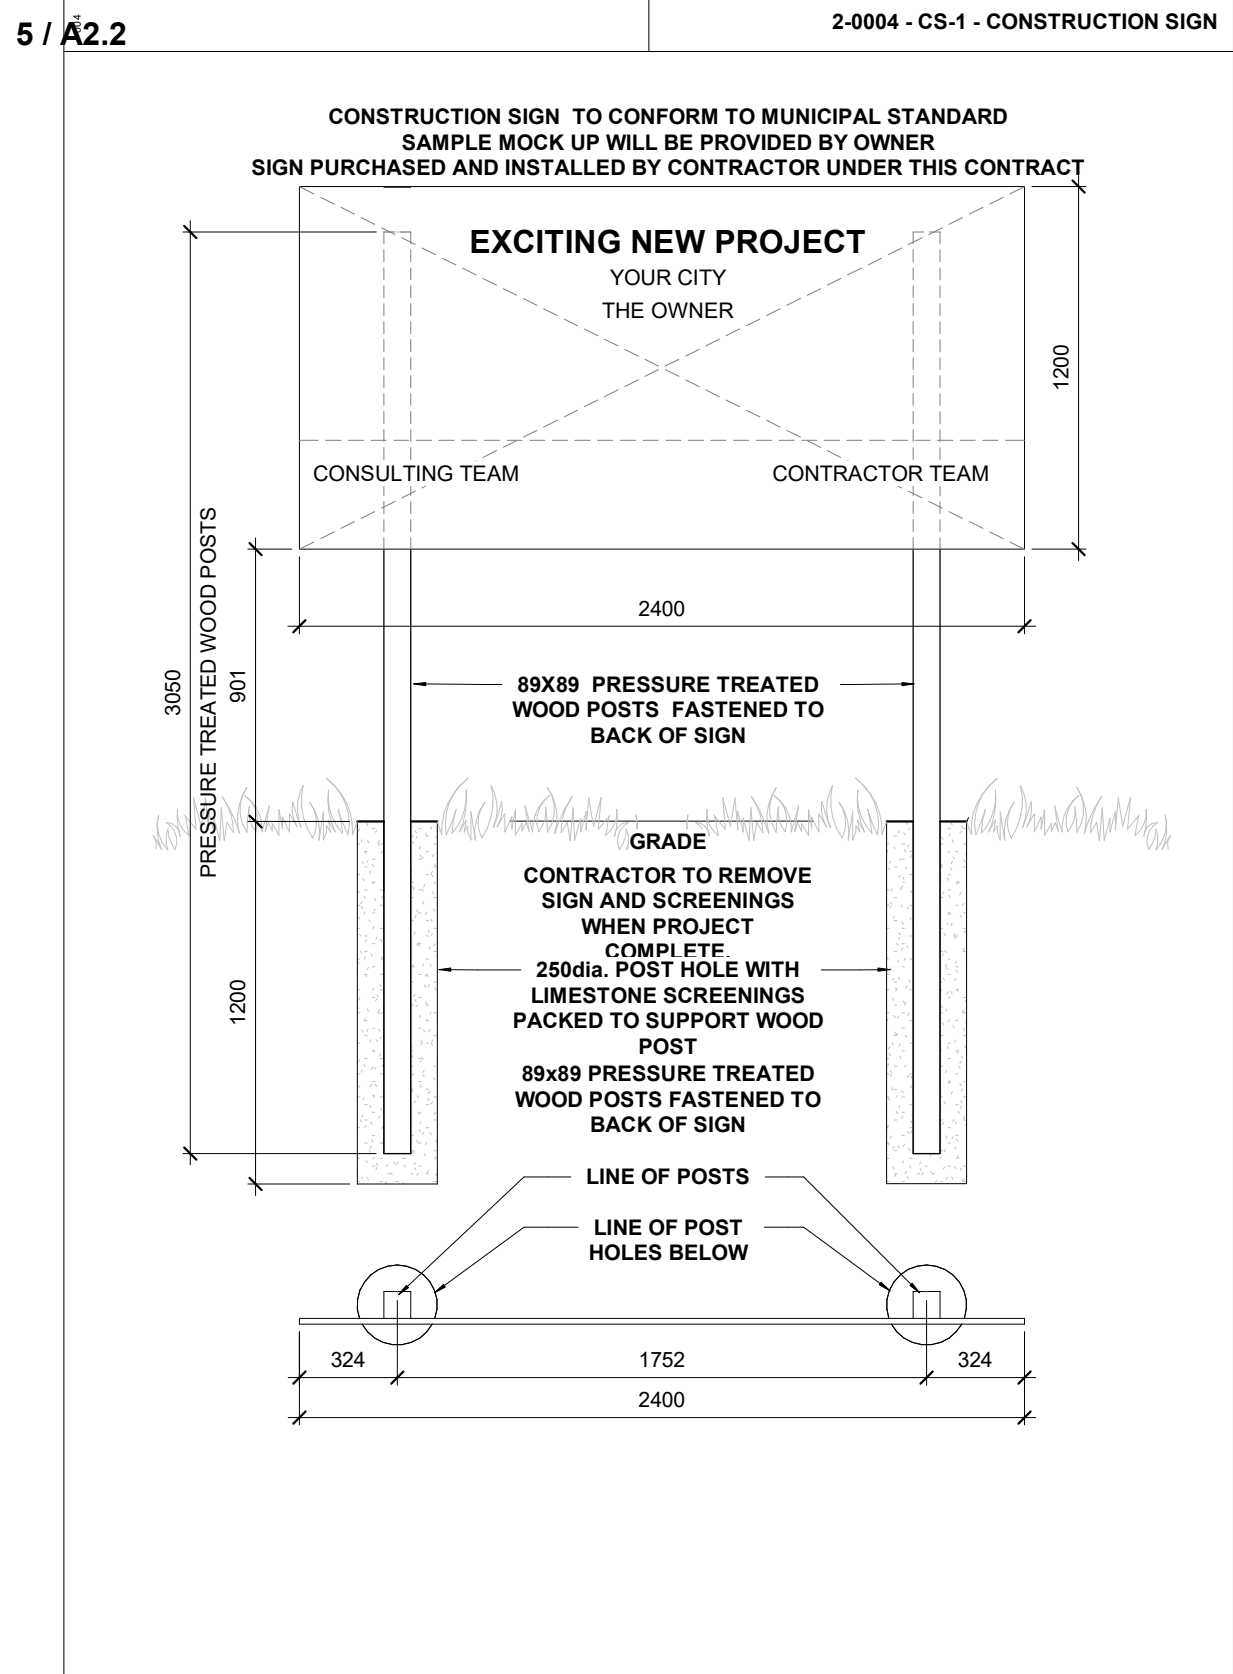 5 / A2.2
004
2-0004 - CS-1 - CONSTRUCTION SIGN
CONSTRUCTION SIGN TO CONFORM TO MUNICIPAL STANDARD
SAMPLE MOCK UP WILL BE PROVIDED BY OWNER
SIGN PURCHASED AND INSTALLED BY CONTRACTOR UNDER THIS CONTRACT
EXCITING NEW PROJECT
YOUR CITY
THE OWNER
1200
CONSULTING TEAM
CONTRACTOR TEAM
2400
3050
PRESSURE TREATED WOOD POSTS
901
89X89 PRESSURE TREATED
WOOD POSTS FASTENED TO
BACK OF SIGN
GRADE
CONTRACTOR TO REMOVE
SIGN AND SCREENINGS
WHEN PROJECT
COMPLETE.
1200
250dia. POST HOLE WITH
LIMESTONE SCREENINGS
PACKED TO SUPPORT WOOD
POST
89x89 PRESSURE TREATED
WOOD POSTS FASTENED TO
BACK OF SIGN
LINE OF POSTS
LINE OF POST
HOLES BELOW
324
1752
324
2400